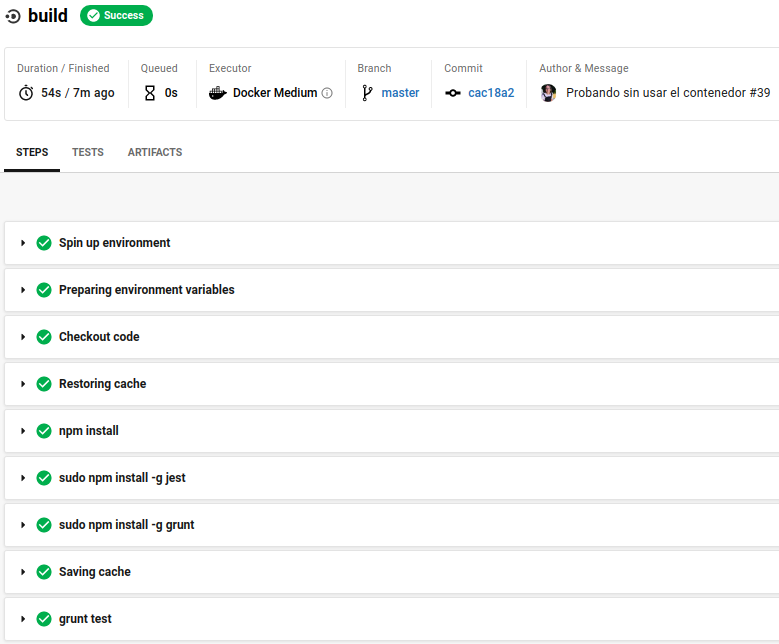 build Success
Duration / Finished Queued Executor Branch Commit Author & Message
54s / 7m ago 0s Docker Medium master cac18a2 Probando sin usar el contenedor #39
STEPS TESTS ARTIFACTS
Spin up environment
Preparing environment variables
Checkout code
Restoring cache
npm install
sudo npm install -g jest
sudo npm install -g grunt
Saving cache
grunt test